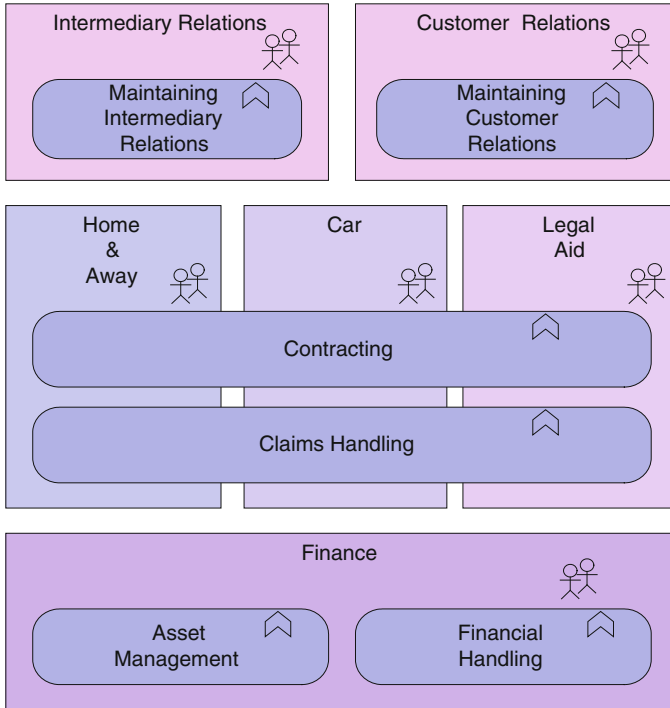 Intermediary Relations
Maintaining
Intermediary
Relations
Customer Relations
Maintaining
Customer
Relations
Home
&
Away
Car
Legal
Aid
Contracting
Claims Handling
Finance
Asset
Management
Financial
Handling